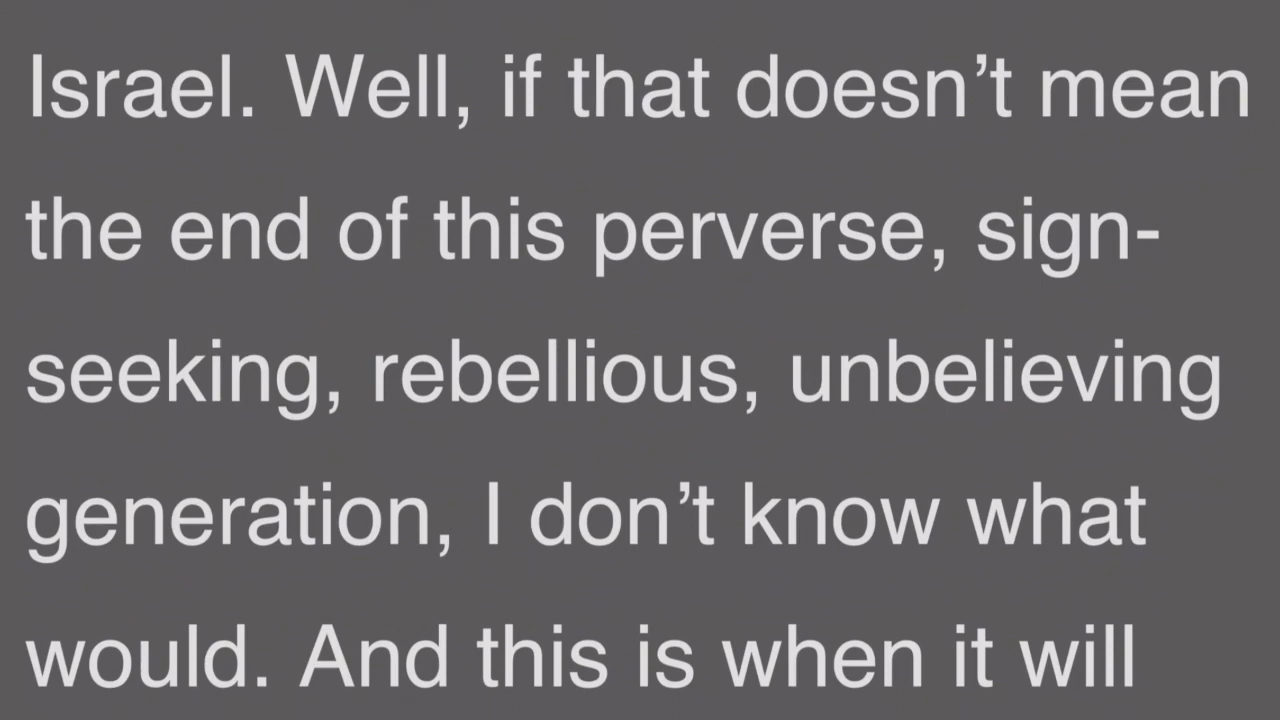 Israel. Well, if that doesn’t mean
the end of this perverse, sign-
seeking, rebellious, unbelieving
generation, I don’t know what
would. And this is when it will